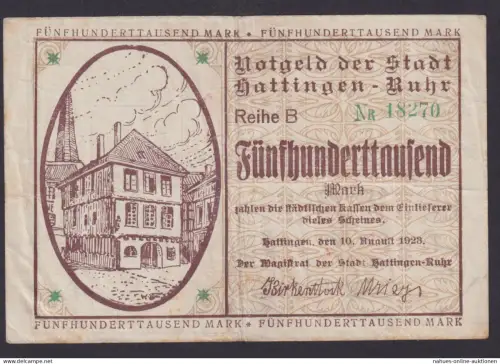 FÜNFHUNDERTTAUSEND MARK • FÜNFHUNDERTTAUSEND MARK
Notgeld der Stadt
Hattingen-Ruhr
Reihe B
NR 18270
Fünfhunderttausend
Mark
zahlen die städtischen Kassen dem Einlieferer
dieses Scheines.
Hattingen, den 10. August 1923.
Der Magistrat der Stadt Hattingen-Ruhr
Birkenstock
FÜNFHUNDERTTAUSEND MARK • FÜNFHUNDERTTAUSEND MARK
nahues-online-auktionen